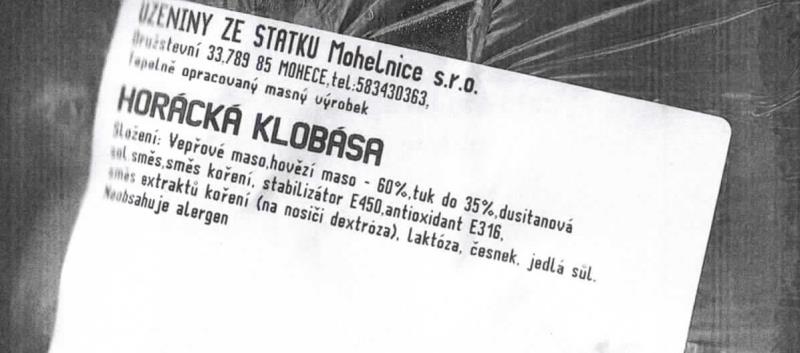 UZENINY ZE STATKU Mohelnice s.r.o.
Družstevní 33,789 85 MOHECE,tel.:583430363,
Tepelně opracovaný masný výrobek
HORÁCKÁ KLOBÁSA
Složení: Vepřové maso,hovězí maso - 60%,tuk do 35%,dusitanová
sol.směs,směs koření, stabilizátor E450,antioxidant E316,
směs extraktů koření (na nosiči dextróza), laktóza, česnek, jedlá sůl.
Neobsahuje alergen